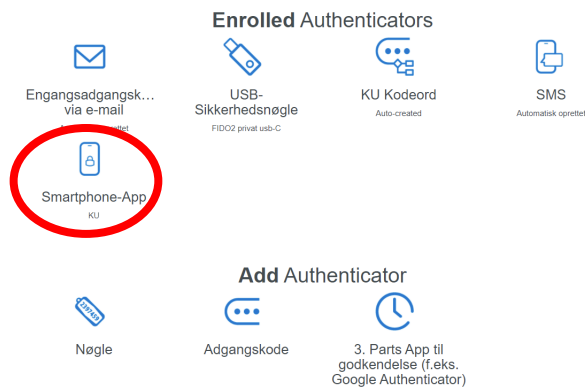 Enrolled Authenticators
Engangsadgangsk...
via e-mail
USB-
Sikkerhedsnøgle
FIDO2 privat usb-C
KU Kodeord
Auto-created
SMS
Automatisk oprettet
Smartphone-App
KU
Add Authenticator
2397459
Nøgle
Adgangskode
3. Parts App til
godkendelse (f.eks.
Google Authenticator)